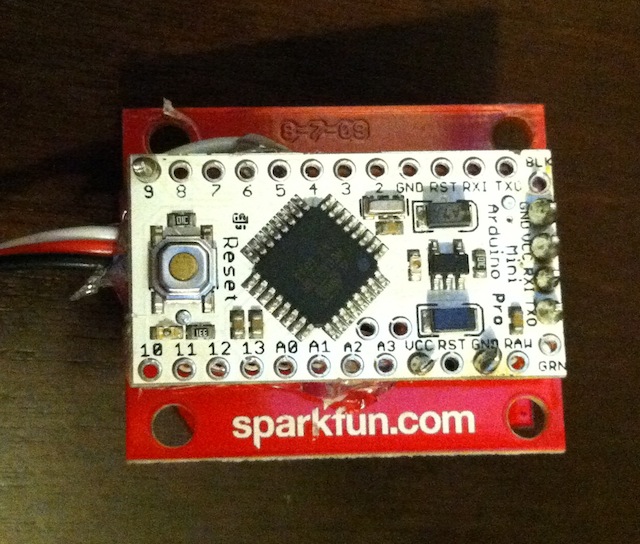 8-7-09
BLK
9 8 7 6 5 4 3 2 GND RST RXI TXO
GND VCC RXI TXO
Arduino Pro
Mini
Reset
10 11 12 13 A0 A1 A2 A3 VCC RST GND RAW
GRN
sparkfun.com